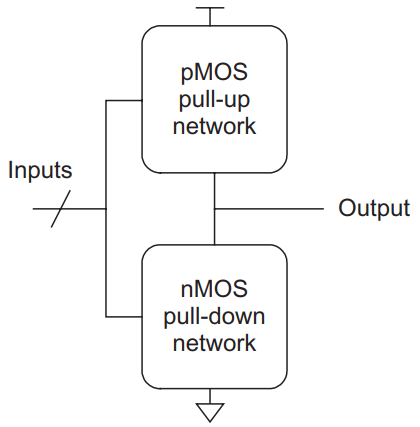 pMOS
pull-up
network
Inputs
Output
nMOS
pull-down
network